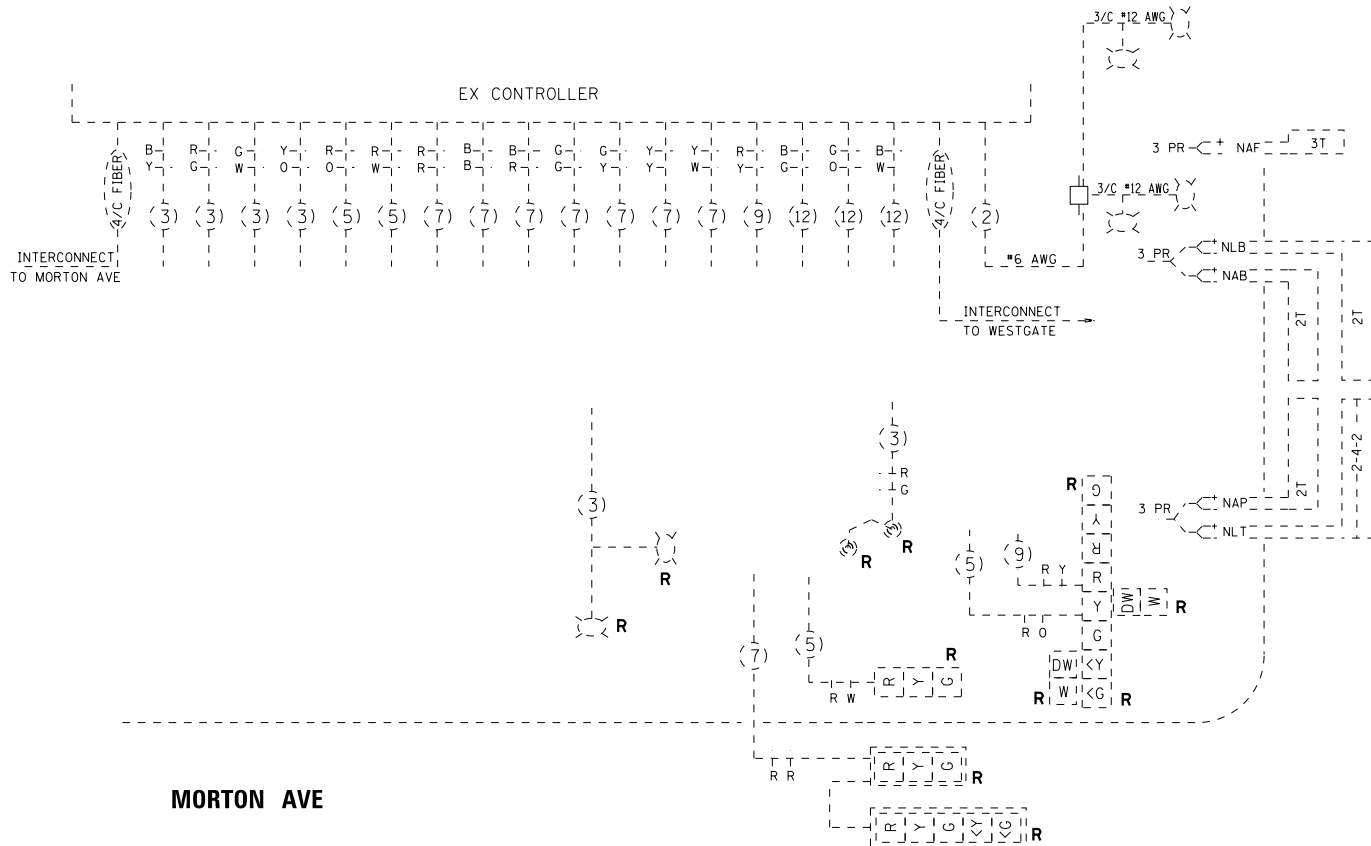 3/C #12 AWG
EX CONTROLLER
B R G Y R R R B B G G Y Y R B G B
Y G W O O W R B R Y Y Y W Y G O W
4/C FIBER
(3) (3) (3) (3) (5) (5) (7) (7) (7) (7) (7) (7) (7) (9) (12) (12) (12)
4/C FIBER
(2)
3 PR + NAF 3T
3/C #12 AWG
INTERCONNECT
TO MORTON AVE
#6 AWG
3 PR
+ NLB
+ NAB
2T
2T
INTERCONNECT
TO WESTGATE
(3)
R
G
(3)
R
R
R
R
R
G
Y
R
R
Y
G
<Y
<G
R
3 PR
+ NAP
+ NLT
2T
2-4-2
(5)
R O
(9)
R Y
DW W R
DW
W
R
(7)
(5)
R W
R Y G
R
R R
R Y G
R
MORTON AVE
R Y G <Y <G
R